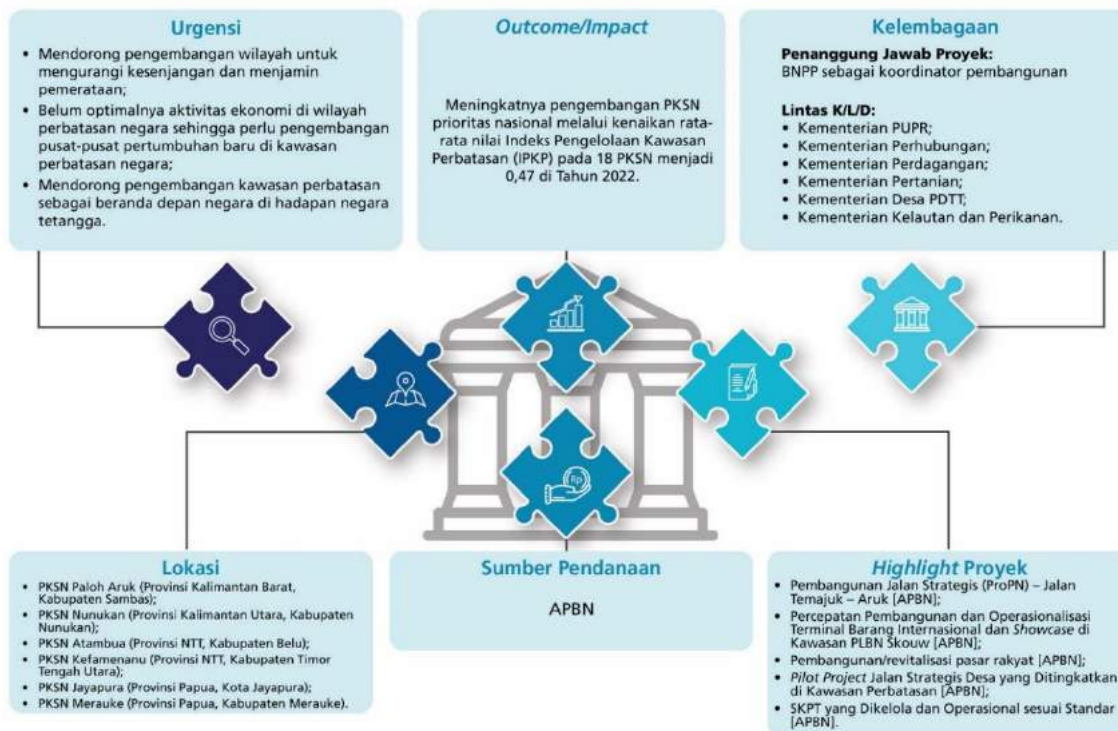 Urgensi
• Mendorong pengembangan wilayah untuk
mengurangi kesenjangan dan menjamin
pemerataan;
• Belum optimalnya aktivitas ekonomi di wilayah
perbatasan negara sehingga perlu pengembangan
pusat-pusat pertumbuhan baru di kawasan
perbatasan negara;
• Mendorong pengembangan kawasan perbatasan
sebagai beranda depan negara di hadapan negara
tetangga.
Outcome/Impact
Meningkatnya pengembangan PKSN
prioritas nasional melalui kenaikan rata-
rata nilai Indeks Pengelolaan Kawasan
Perbatasan (IPKP) pada 18 PKSN menjadi
0,47 di Tahun 2022.
Kelembagaan
Penanggung Jawab Proyek:
BNPP sebagai koordinator pembangunan
Lintas K/L/D:
• Kementerian PUPR;
• Kementerian Perhubungan;
• Kementerian Perdagangan;
• Kementerian Pertanian;
• Kementerian Desa PDTT;
• Kementerian Kelautan dan Perikanan.
Rp
Lokasi
• PKSN Paloh Aruk (Provinsi Kalimantan Barat,
Kabupaten Sambas);
• PKSN Nunukan (Provinsi Kalimantan Utara, Kabupaten
Nunukan);
• PKSN Atambua (Provinsi NTT, Kabupaten Belu);
• PKSN Kefamenanu (Provinsi NTT, Kabupaten Timor
Tengah Utara);
• PKSN Jayapura (Provinsi Papua, Kota Jayapura);
• PKSN Merauke (Provinsi Papua, Kabupaten Merauke).
Sumber Pendanaan
APBN
Highlight Proyek
• Pembangunan Jalan Strategis (ProPN) – Jalan
Temajuk – Aruk [APBN];
• Percepatan Pembangunan dan Operasionalisasi
Terminal Barang Internasional dan Showcase di
Kawasan PLBN Skouw [APBN];
• Pembangunan/revitalisasi pasar rakyat [APBN];
• Pilot Project Jalan Strategis Desa yang Ditingkatkan
di Kawasan Perbatasan [APBN];
• SKPT yang Dikelola dan Operasional sesuai Standar
[APBN].